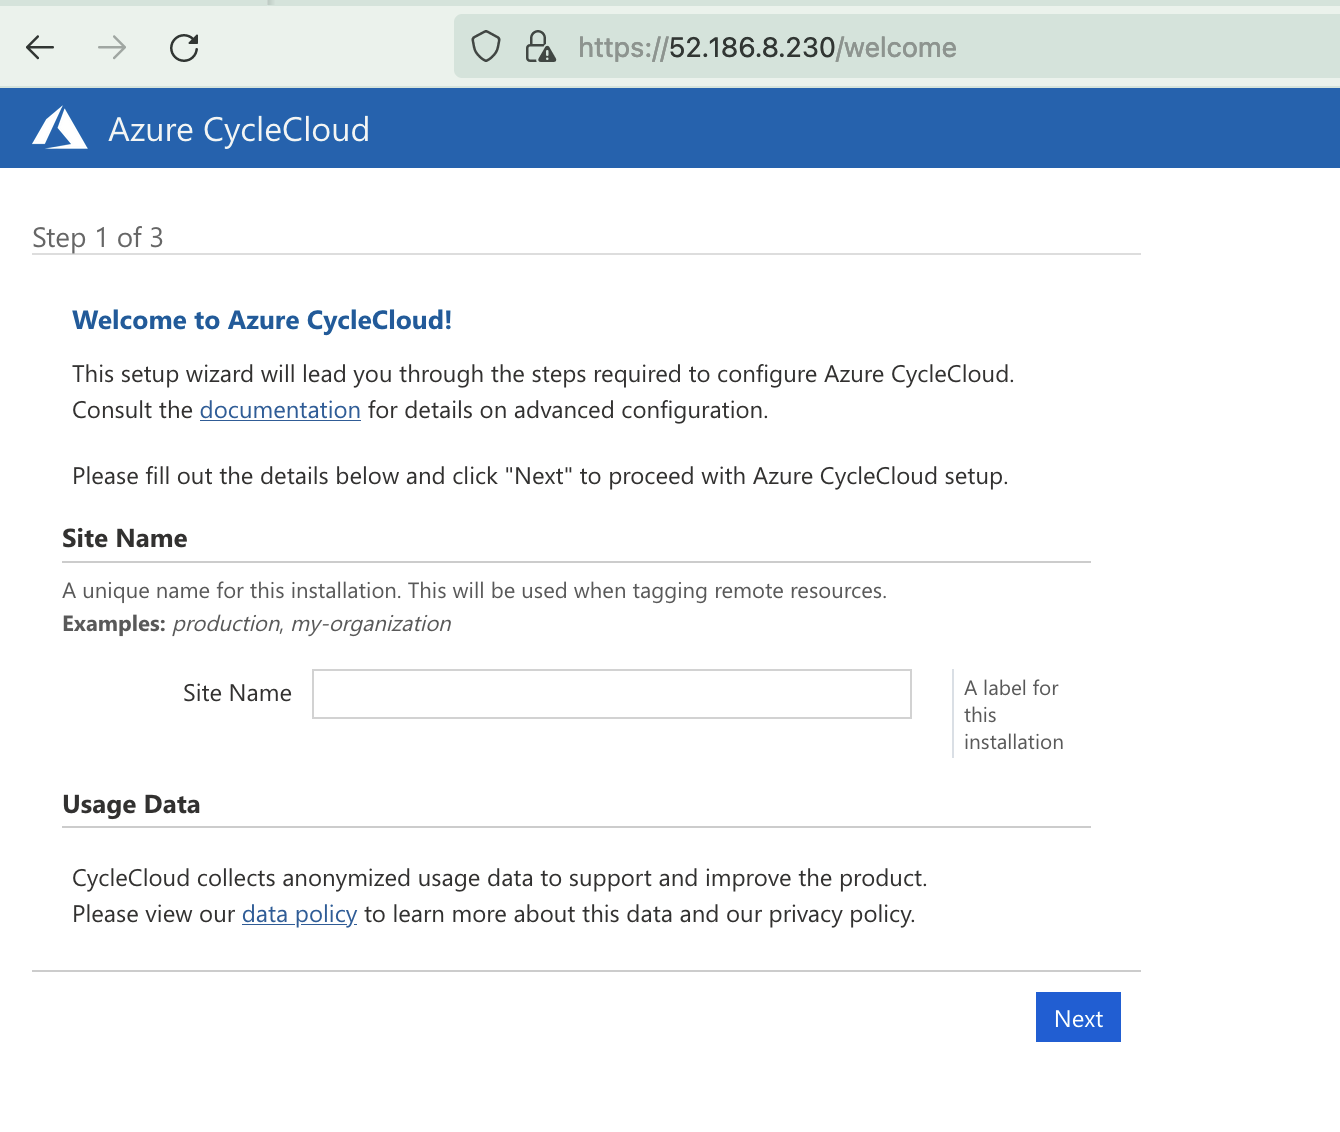 https://52.186.8.230/welcome
Azure CycleCloud
Step 1 of 3
Welcome to Azure CycleCloud!
This setup wizard will lead you through the steps required to configure Azure CycleCloud.
Consult the documentation for details on advanced configuration.
Please fill out the details below and click "Next" to proceed with Azure CycleCloud setup.
Site Name
A unique name for this installation. This will be used when tagging remote resources.
Examples: production, my-organization
Site Name
A label for
this
installation
Usage Data
CycleCloud collects anonymized usage data to support and improve the product.
Please view our data policy to learn more about this data and our privacy policy.
Next